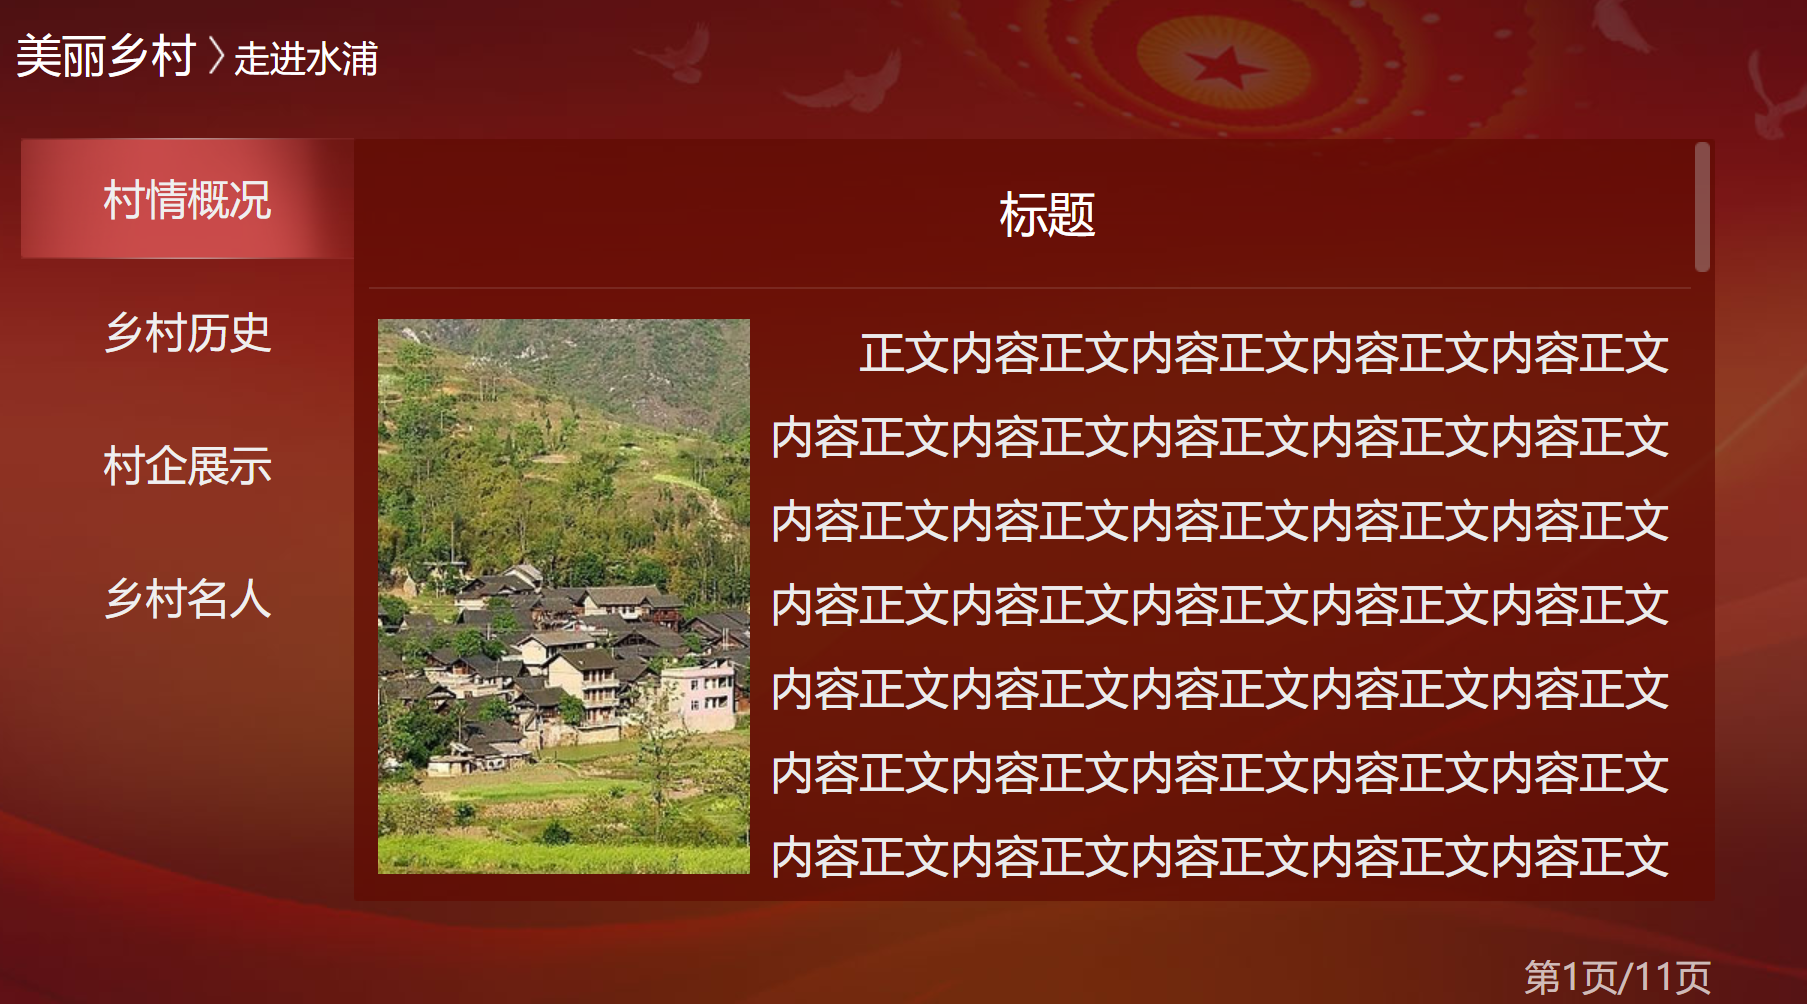 美丽乡村 〉走进水浦
村情概况
乡村历史
村企展示
乡村名人
标题
正文内容正文内容正文内容正文内容正文
内容正文内容正文内容正文内容正文内容正文
内容正文内容正文内容正文内容正文内容正文
内容正文内容正文内容正文内容正文内容正文
内容正文内容正文内容正文内容正文内容正文
内容正文内容正文内容正文内容正文内容正文
内容正文内容正文内容正文内容正文内容正文
第1页/11页